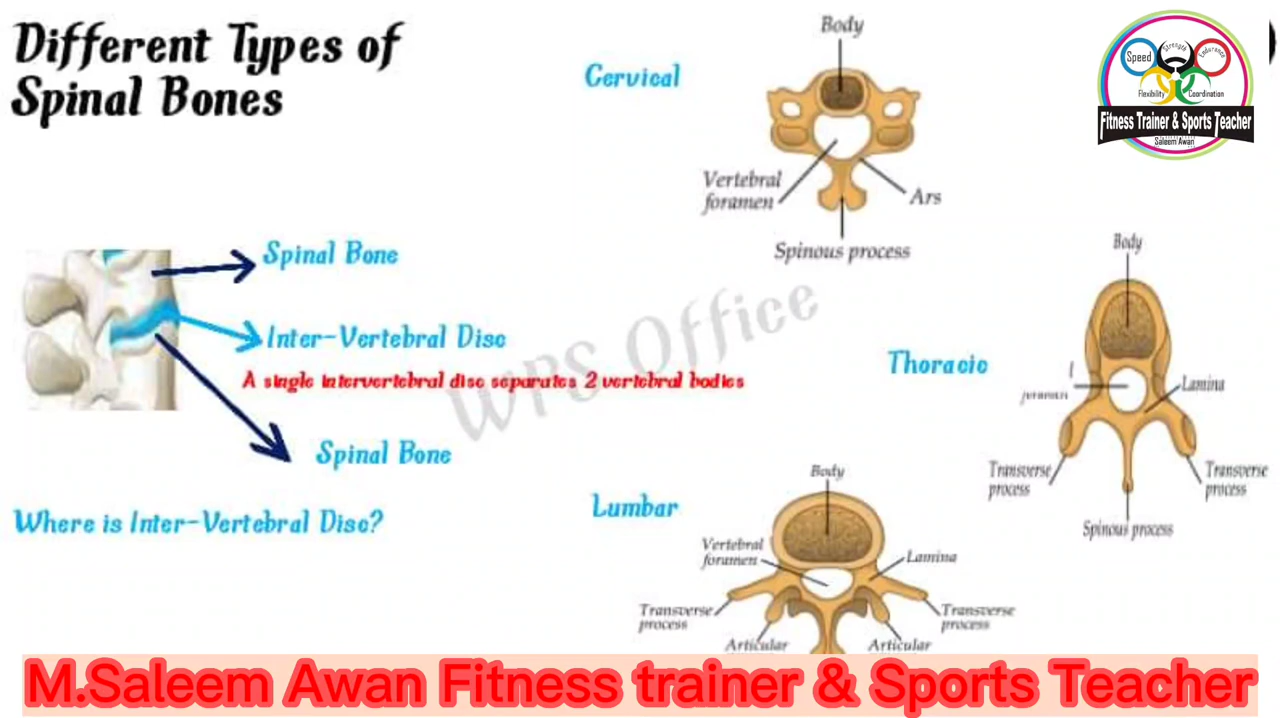 Different Types of
Spinal Bones
Spinal Bone
Inter-Vertebral Disc
A single intervertebral disc separates 2 vertebral bodies
Spinal Bone
Where is Inter-Vertebral Disc?
WPS Office
Cervical
Body
Vertebral
foramen
Ars
Spinous process
Thoracic
Body
Lamina
Transverse
process
Transverse
process
Spinous process
Lumbar
Body
Vertebral
foramen
Lamina
Transverse
process
Transverse
process
Articular
Articular
Speed
Strength
Endurance
Flexibility
Coordination
Fitness Trainer & Sports Teacher
Saleem Awan
M.Saleem Awan Fitness trainer & Sports Teacher